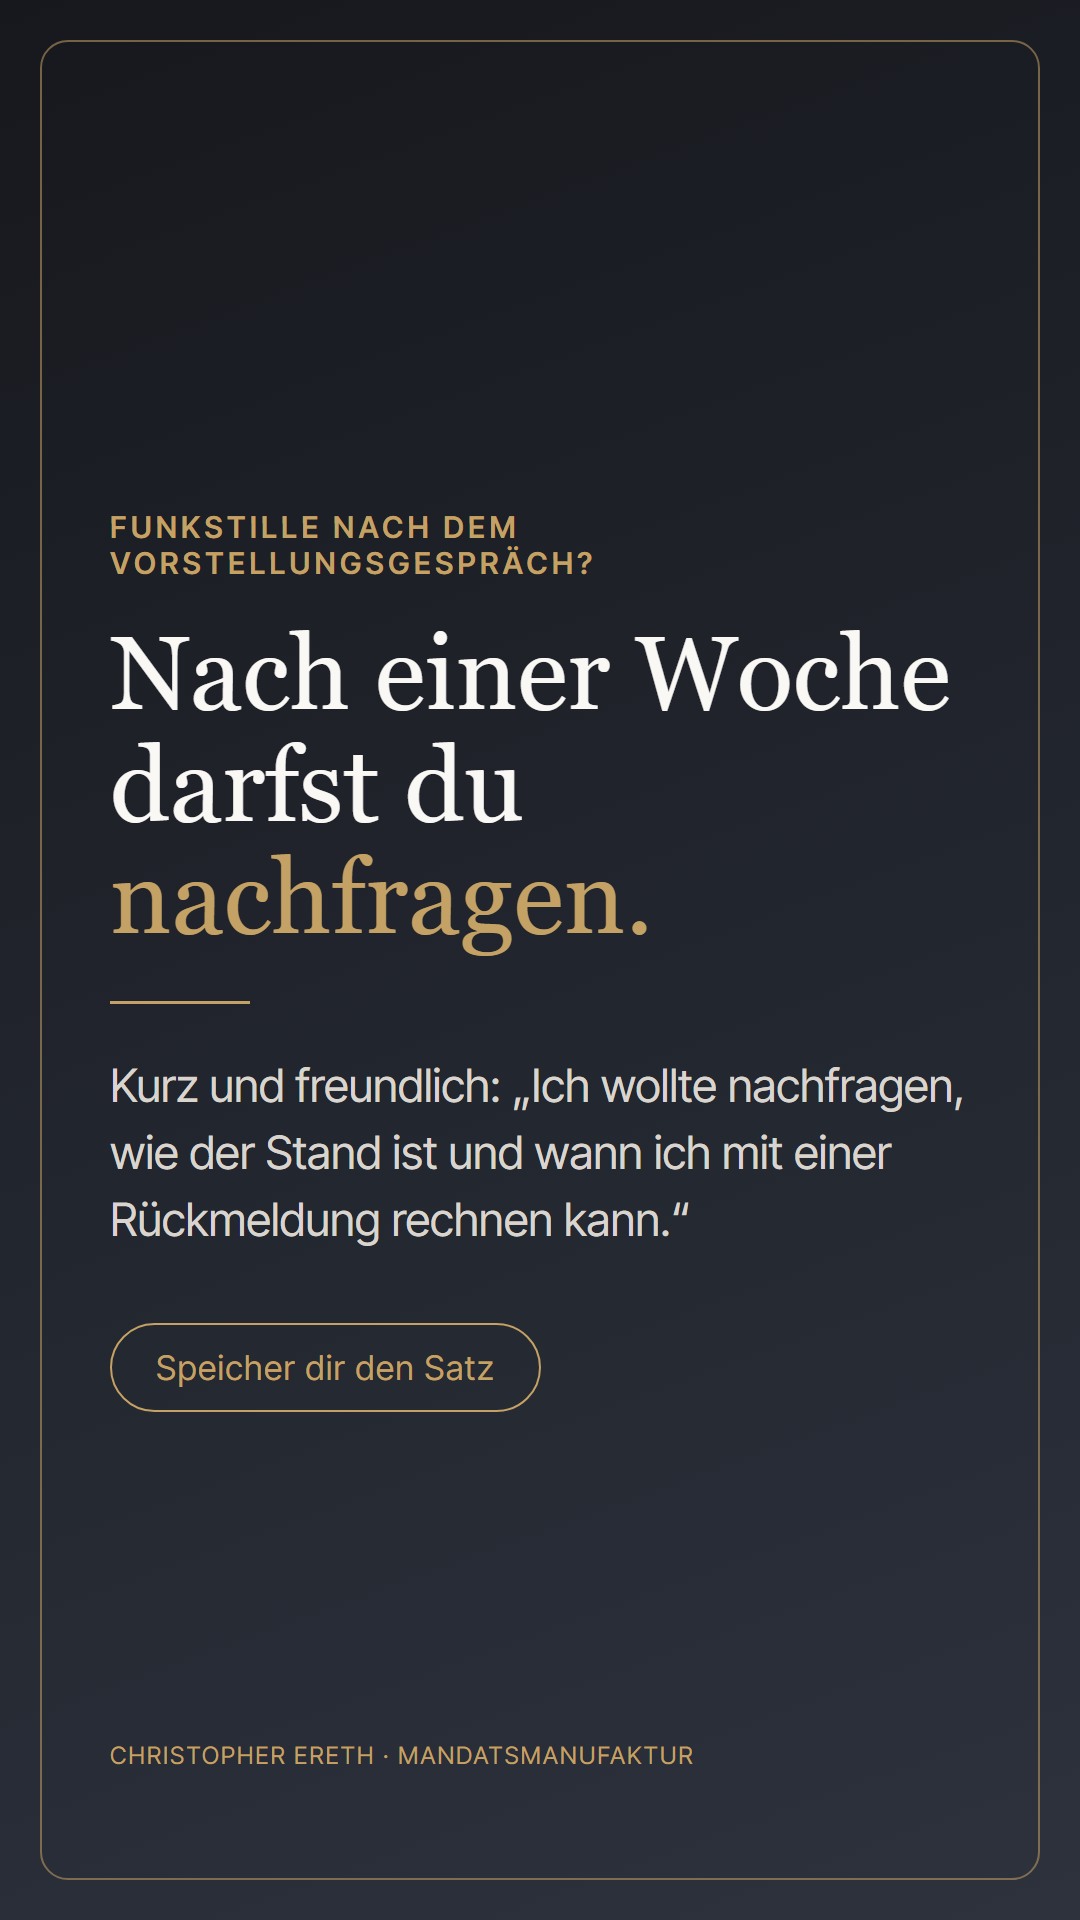 FUNKSTILLE NACH DEM
VORSTELLUNGSGESPRÄCH?
Nach einer Woche
darfst du
nachfragen.
Kurz und freundlich: „Ich wollte nachfragen,
wie der Stand ist und wann ich mit einer
Rückmeldung rechnen kann.“
Speicher dir den Satz
CHRISTOPHER ERETH · MANDATSMANUFAKTUR